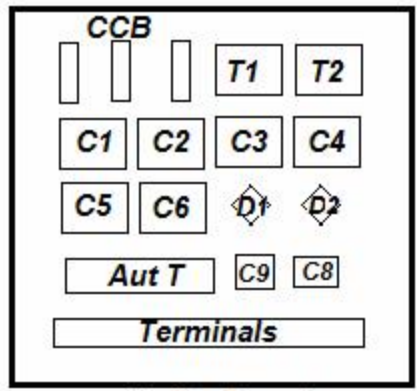 CCB
T1 T2
C1 C2 C3 C4
C5 C6 D1 D2
Aut T C9 C8
Terminals